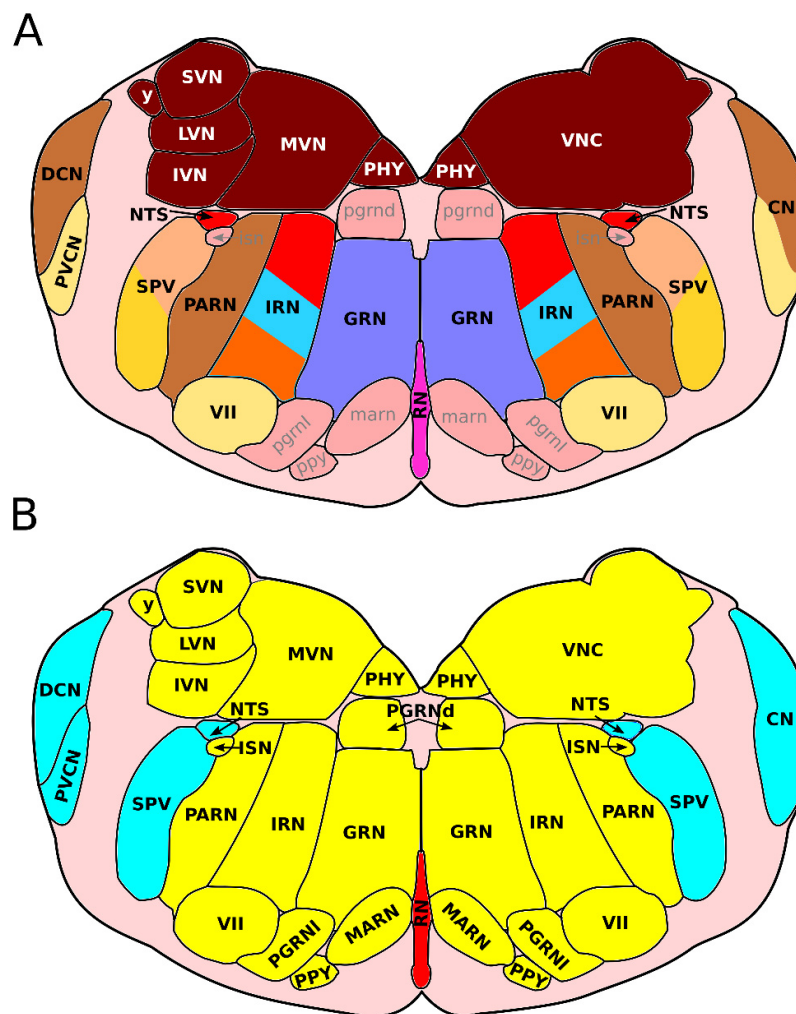 A
SVN
y
LVN
MVN
VNC
IVN
DCN
PHY
PHY
CN
NTS
pgrnd
pgrnd
NTS
isn
isn
PVCN
SPV
PARN
IRN
GRN
GRN
IRN
PARN
SPV
RN
VII
pgrnl
marn
marn
pgrnl
VII
ppy
ppy
B
SVN
y
LVN
MVN
VNC
IVN
DCN
PHY
PHY
CN
NTS
PGRNd
NTS
ISN
ISN
PVCN
SPV
PARN
IRN
GRN
GRN
IRN
PARN
SPV
RN
VII
PGRNl
MARN
MARN
PGRNl
VII
PPY
PPY